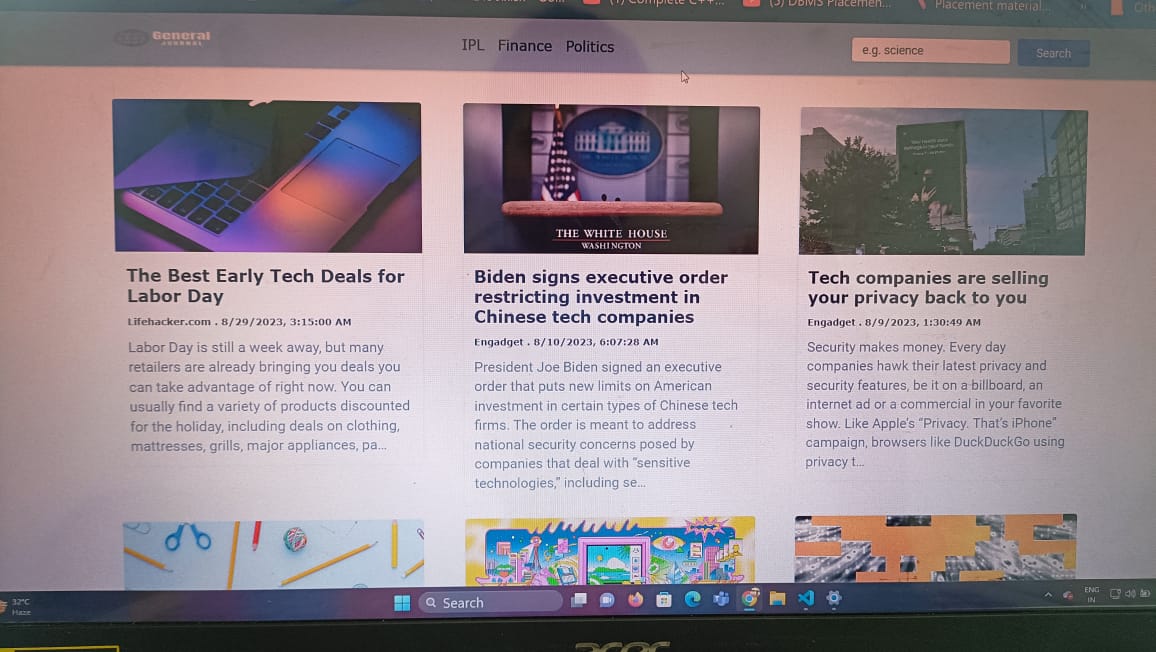 (1) Complete C++...
(3) DBMS Placemen...
Placement material...
General
JOURNAL
IPL Finance Politics
e.g. science
Search
THE WHITE HOUSE
WASHINGTON
The Best Early Tech Deals for
Labor Day
Lifehacker.com . 8/29/2023, 3:15:00 AM
Labor Day is still a week away, but many
retailers are already bringing you deals you
can take advantage of right now. You can
usually find a variety of products discounted
for the holiday, including deals on clothing,
mattresses, grills, major appliances, pa...
Biden signs executive order
restricting investment in
Chinese tech companies
Engadget . 8/10/2023, 6:07:28 AM
President Joe Biden signed an executive
order that puts new limits on American
investment in certain types of Chinese tech
firms. The order is meant to address
national security concerns posed by
companies that deal with “sensitive
technologies,” including se...
Tech companies are selling
your privacy back to you
Engadget . 8/9/2023, 1:30:49 AM
Security makes money. Every day
companies hawk their latest privacy and
security features, be it on a billboard, an
internet ad or a commercial in your favorite
show. Like Apple’s “Privacy. That’s iPhone”
campaign, browsers like DuckDuckGo using
privacy t...
32°C
Haze
Search
ENG
IN
acer